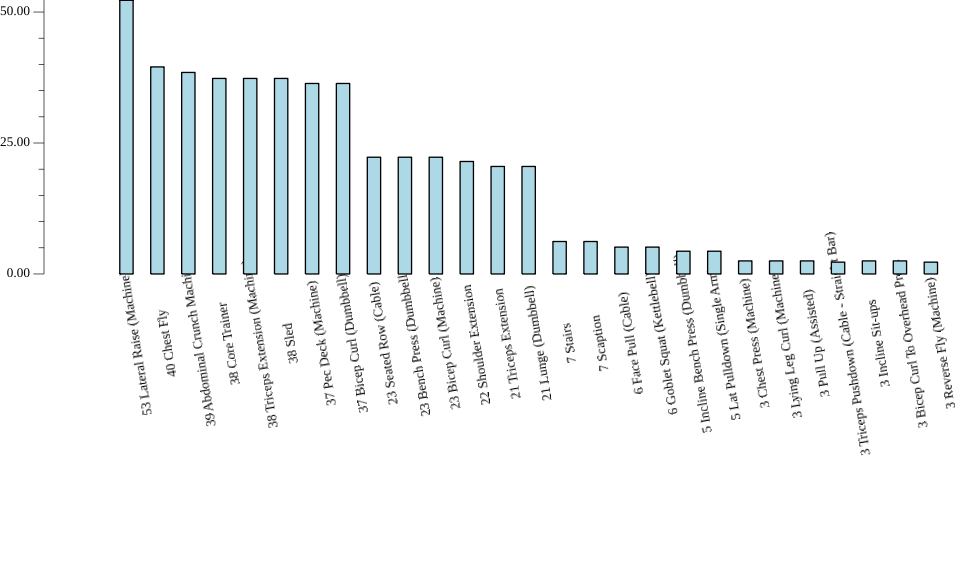 50.00
25.00
0.00
53 Lateral Raise (Machine
40 Chest Fly
39 Abdominal Crunch Machi
38 Core Trainer
38 Triceps Extension (Machin
38 Sled
37 Pec Deck (Machine)
37 Bicep Curl (Dumbbell)
23 Seated Row (Cable)
23 Bench Press (Dumbbell
23 Bicep Curl (Machine)
22 Shoulder Extension
21 Triceps Extension
21 Lunge (Dumbbell)
7 Stairs
7 Scaption
6 Face Pull (Cable)
6 Goblet Squat (Kettlebell
5 Incline Bench Press (Dumbbell)
5 Lat Pulldown (Single Arm
3 Chest Press (Machine)
3 Lying Leg Curl (Machine
3 Pull Up (Assisted)
3 Triceps Pushdown (Cable - Straight Bar)
3 Incline Sit-ups
3 Bicep Curl To Overhead Pre
3 Reverse Fly (Machine)